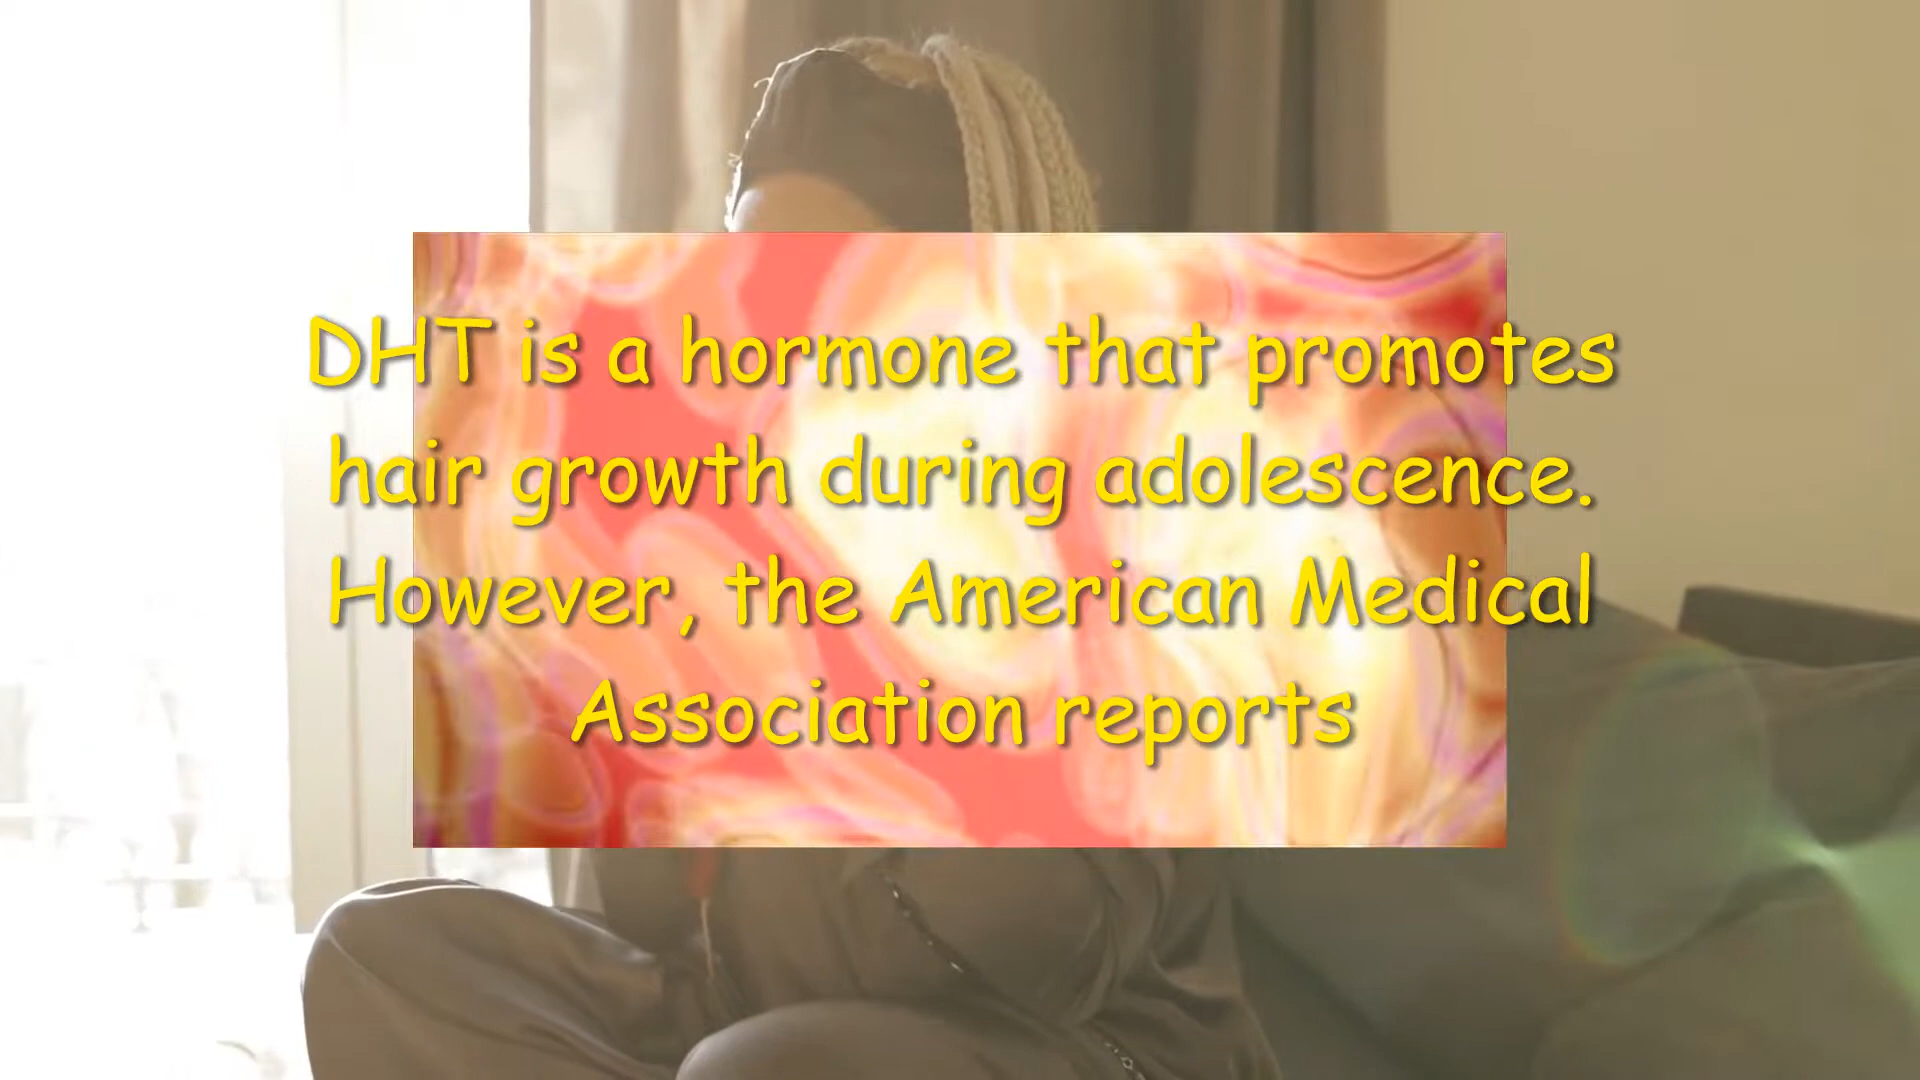 DHT is a hormone that promotes
hair growth during adolescence.
However, the American Medical
Association reports